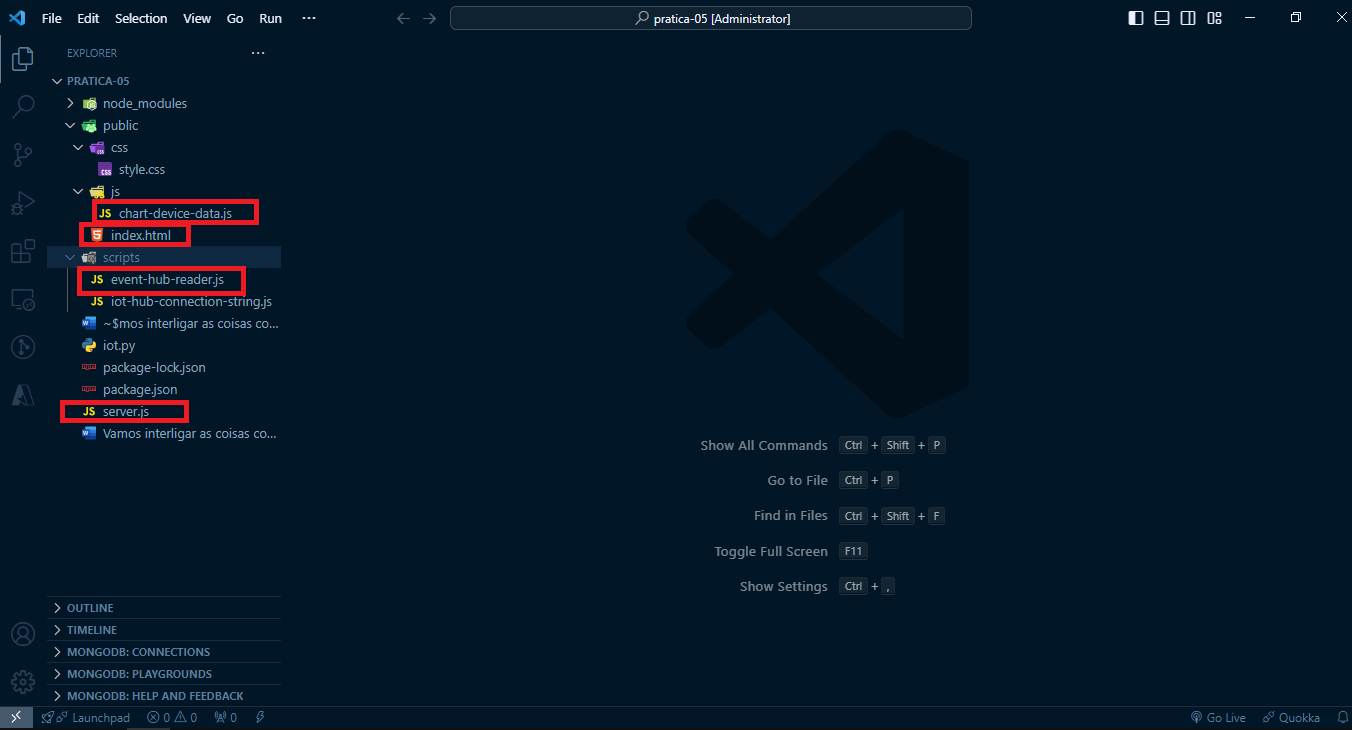 File Edit Selection View Go Run ···
pratica-05 [Administrator]
EXPLORER ···
PRATICA-05
node_modules
public
css
style.css
js
JS chart-device-data.js
index.html
scripts
JS event-hub-reader.js
JS iot-hub-connection-string.js
~$mos interligar as coisas co...
iot.py
package-lock.json
package.json
JS server.js
Vamos interligar as coisas co...
Show All Commands Ctrl + Shift + P
Go to File Ctrl + P
Find in Files Ctrl + Shift + F
Toggle Full Screen F11
Show Settings Ctrl + ,
OUTLINE
TIMELINE
MONGODB: CONNECTIONS
MONGODB: PLAYGROUNDS
MONGODB: HELP AND FEEDBACK
Launchpad 0 0 0 Go Live Quokka